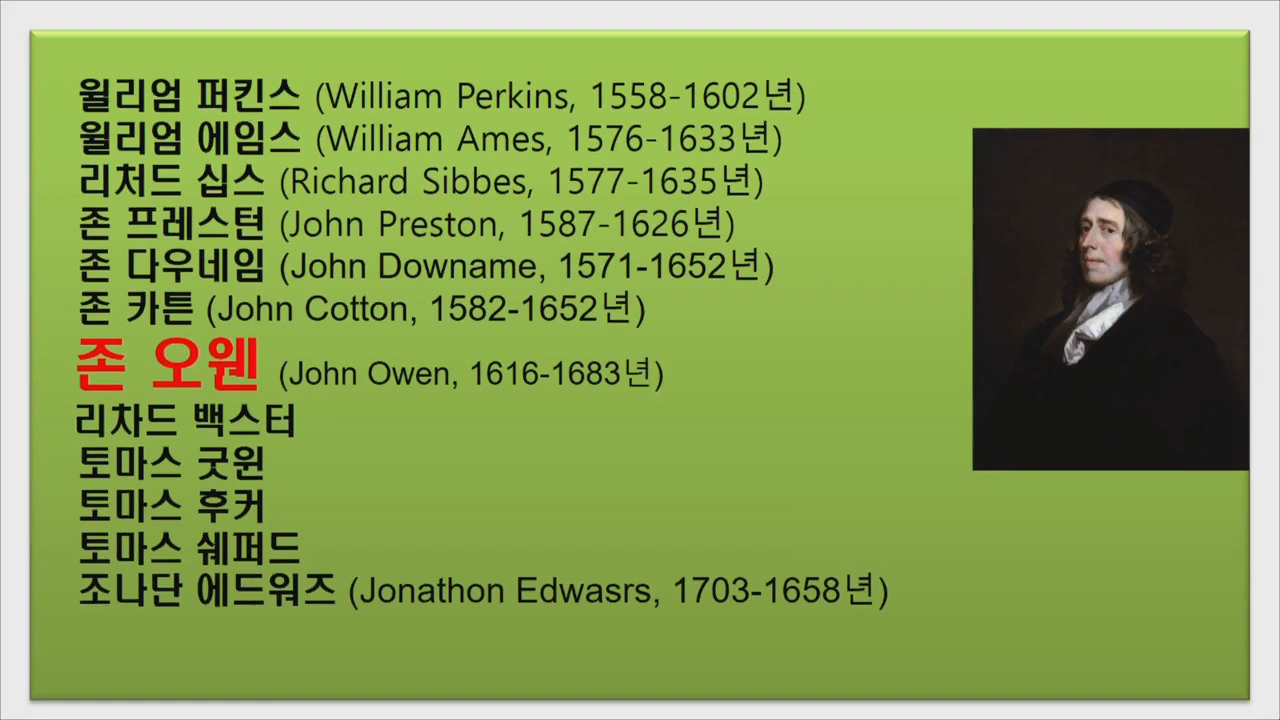 윌리엄 퍼킨스 (William Perkins, 1558-1602년)
윌리엄 에임스 (William Ames, 1576-1633년)
리처드 십스 (Richard Sibbes, 1577-1635년)
존 프레스턴 (John Preston, 1587-1626년)
존 다우네임 (John Downame, 1571-1652년)
존 카튼 (John Cotton, 1582-1652년)
존 오웬 (John Owen, 1616-1683년)
리차드 백스터
토마스 굿윈
토마스 후커
토마스 쉐퍼드
조나단 에드워즈 (Jonathon Edwasrs, 1703-1658년)